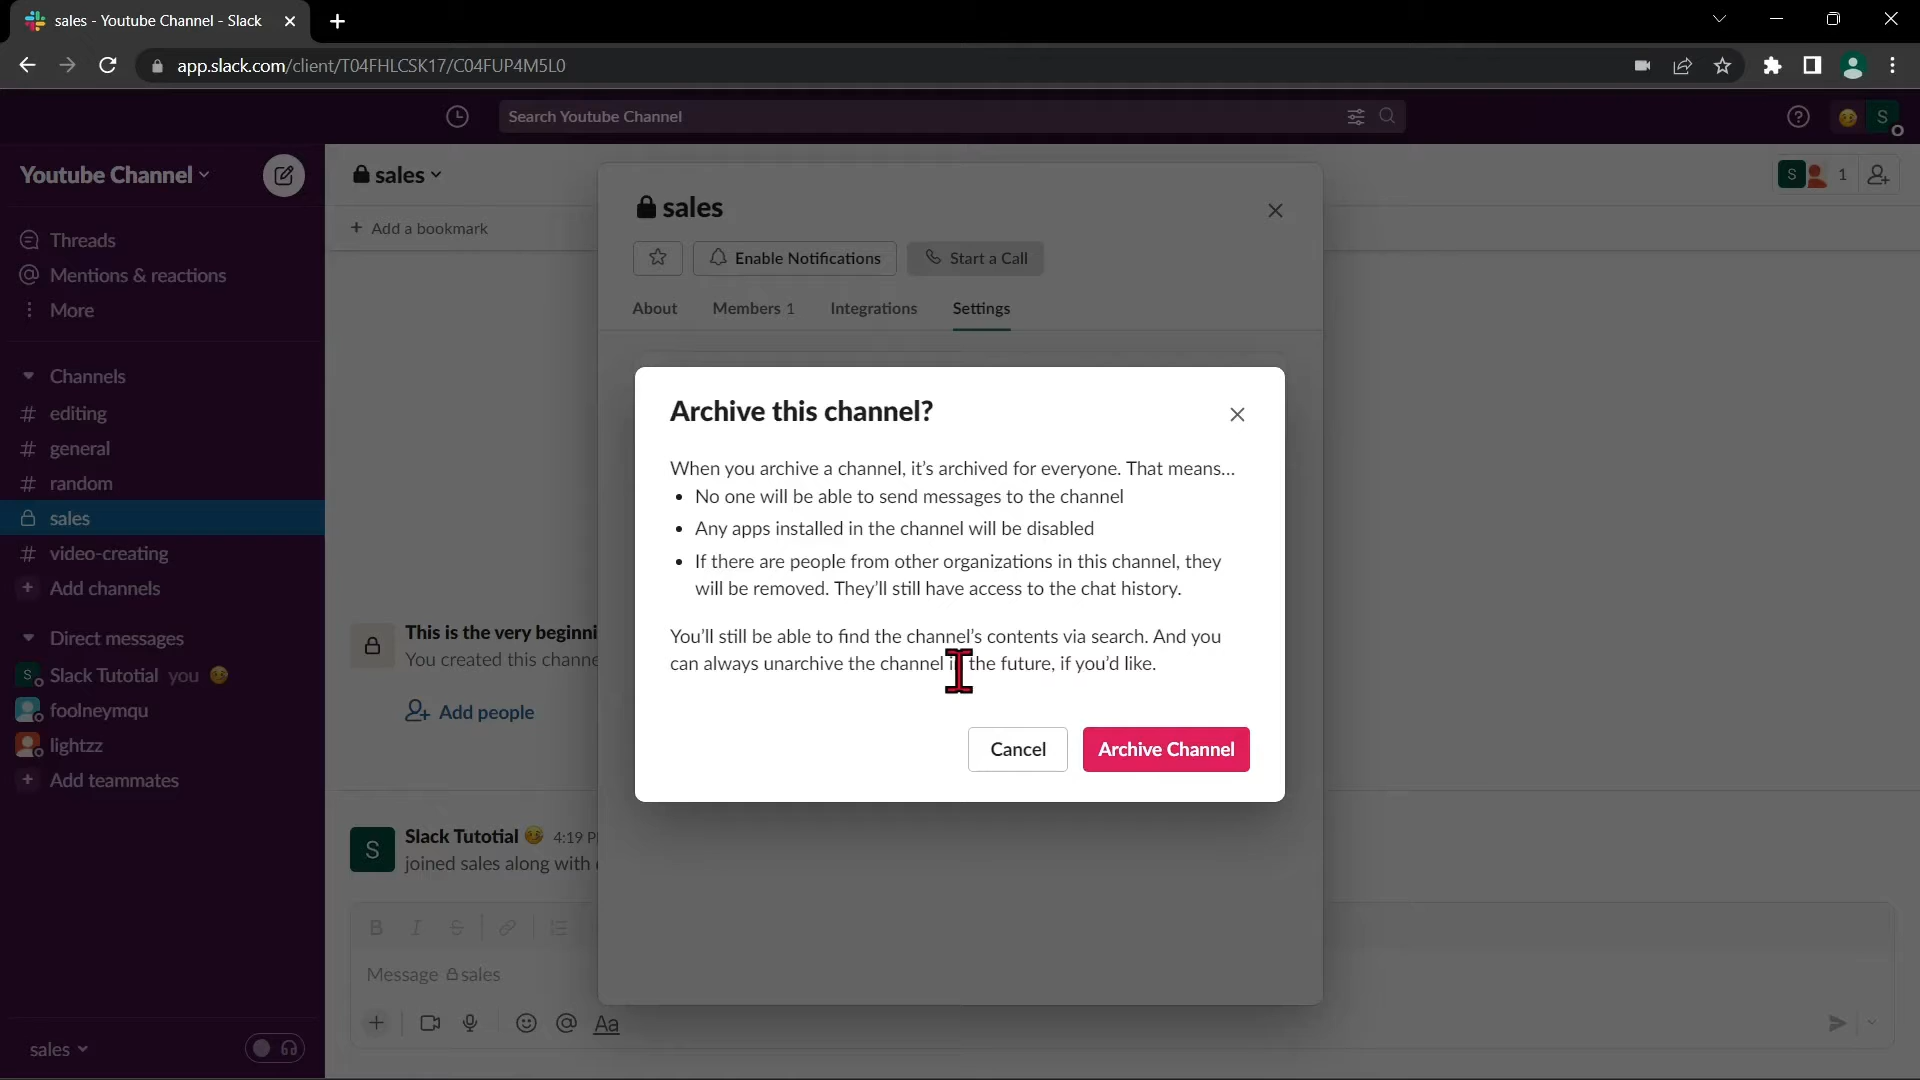 sales - Youtube Channel - Slack
app.slack.com/client/T04FHLCSK17/C04FUP4M5L0
Search Youtube Channel
S
Youtube Channel
sales
S
1
Add a bookmark
sales
Enable Notifications
Start a Call
About
Members 1
Integrations
Settings
Threads
Mentions & reactions
More
Channels
# editing
# general
# random
sales
# video-creating
+ Add channels
Direct messages
S Slack Tutotial you
foolneymqu
lightzz
+ Add teammates
sales
Archive this channel?
When you archive a channel, it's archived for everyone. That means...
• No one will be able to send messages to the channel
• Any apps installed in the channel will be disabled
• If there are people from other organizations in this channel, they
will be removed. They'll still have access to the chat history.
You'll still be able to find the channel's contents via search. And you
can always unarchive the channel the future, if you'd like.
Cancel
Archive Channel
This is the very beginni
You created this channe
Add people
S
Slack Tutotial 4:19 P
joined sales along with
B I S
Message sales
Aa